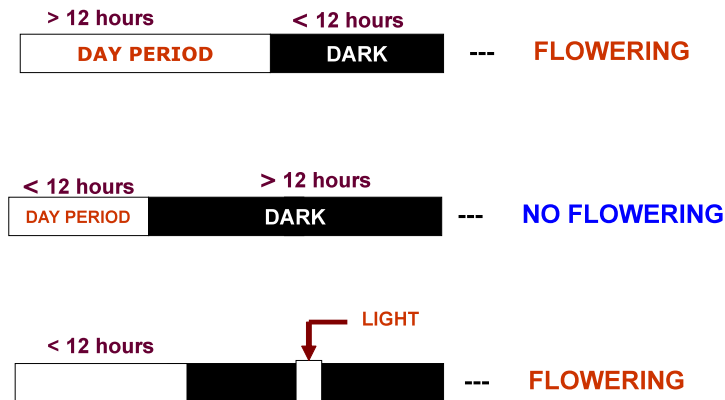 > 12 hours < 12 hours
DAY PERIOD DARK --- FLOWERING
< 12 hours > 12 hours
DAY PERIOD DARK --- NO FLOWERING
LIGHT
< 12 hours
--- FLOWERING